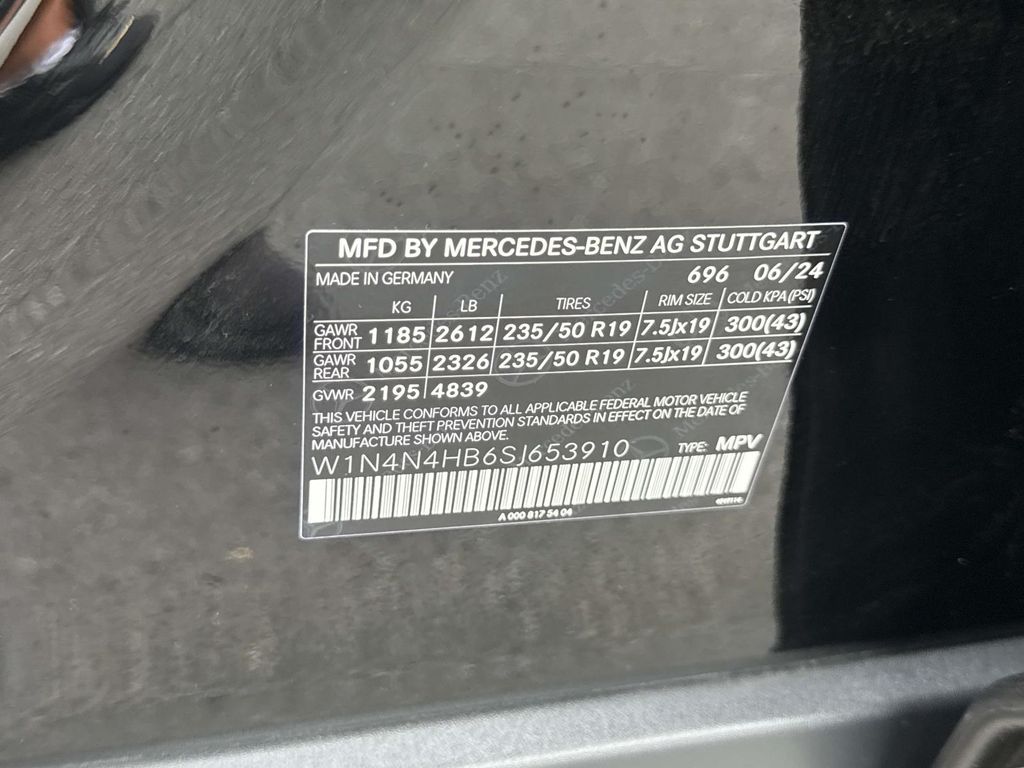 MFD BY MERCEDES-BENZ AG STUTTGART
MADE IN GERMANY 696 06/24
KG LB TIRES RIM SIZE COLD KPA(PSI)
GAWR FRONT 1185 2612 235/50 R19 7.5Jx19 300(43)
GAWR REAR 1055 2326 235/50 R19 7.5Jx19 300(43)
GVWR 2195 4839
THIS VEHICLE CONFORMS TO ALL APPLICABLE FEDERAL MOTOR VEHICLE
SAFETY AND THEFT PREVENTION STANDARDS IN EFFECT ON THE DATE OF
MANUFACTURE SHOWN ABOVE.
W1N4N4HB6SJ653910 TYPE: MPV
A 000 817 54 04